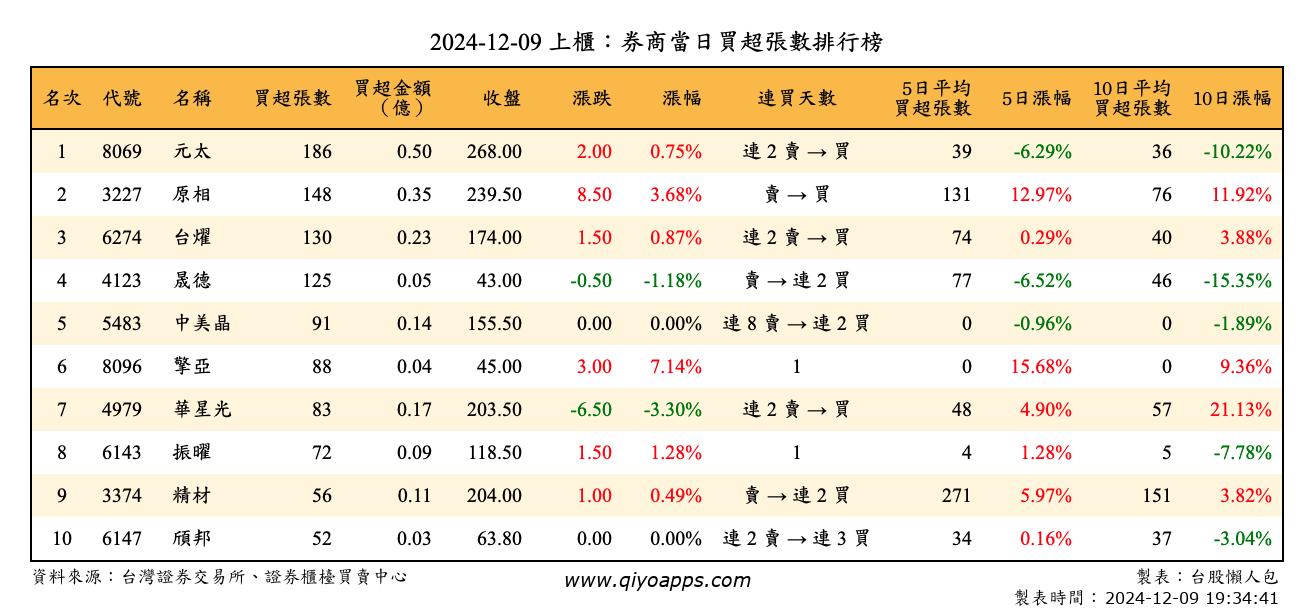 2024-12-09 上櫃：券商當日買超張數排行榜
名次 代號 名稱 買超張數 買超金額（億） 收盤 漲跌 漲幅 連買天數 5日平均買超張數 5日漲幅 10日平均買超張數 10日漲幅
1 8069 元太 186 0.50 268.00 2.00 0.75% 連 2 賣 → 買 39 -6.29% 36 -10.22%
2 3227 原相 148 0.35 239.50 8.50 3.68% 賣 → 買 131 12.97% 76 11.92%
3 6274 台燿 130 0.23 174.00 1.50 0.87% 連 2 賣 → 買 74 0.29% 40 3.88%
4 4123 晟德 125 0.05 43.00 -0.50 -1.18% 賣 → 連 2 買 77 -6.52% 46 -15.35%
5 5483 中美晶 91 0.14 155.50 0.00 0.00% 連 8 賣 → 連 2 買 0 -0.96% 0 -1.89%
6 8096 擎亞 88 0.04 45.00 3.00 7.14% 1 0 15.68% 0 9.36%
7 4979 華星光 83 0.17 203.50 -6.50 -3.30% 連 2 賣 → 買 48 4.90% 57 21.13%
8 6143 振曜 72 0.09 118.50 1.50 1.28% 1 4 1.28% 5 -7.78%
9 3374 精材 56 0.11 204.00 1.00 0.49% 賣 → 連 2 買 271 5.97% 151 3.82%
10 6147 頎邦 52 0.03 63.80 0.00 0.00% 連 2 賣 → 連 3 買 34 0.16% 37 -3.04%
資料來源：台灣證券交易所、證券櫃檯買賣中心 www.qiyoapps.com 製表：台股懶人包
製表時間：2024-12-09 19:34:41